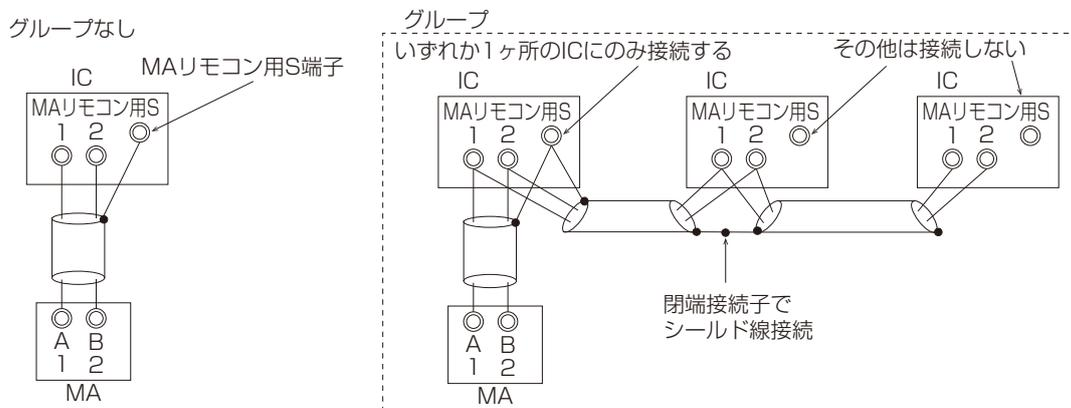 グループなし
MAリモコン用S端子
IC
MAリモコン用S
1 2
A B
1 2
MA
グループ
いずれか1ヶ所のICにのみ接続する
その他は接続しない
IC
MAリモコン用S
1 2
IC
MAリモコン用S
1 2
IC
MAリモコン用S
1 2
閉端接続子で
シールド線接続
A B
1 2
MA